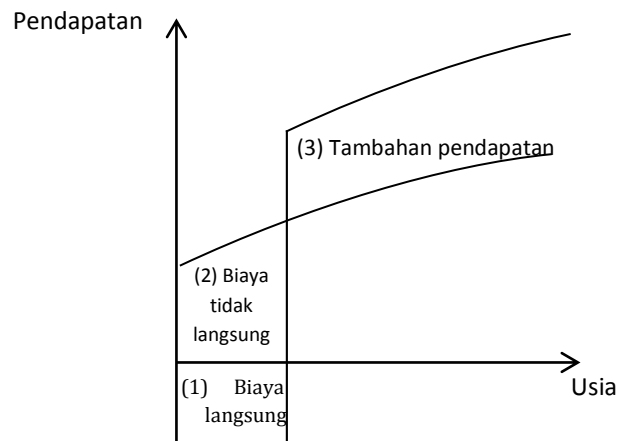 Pendapatan
(3) Tambahan pendapatan
(2) Biaya
tidak
langsung
(1) Biaya
langsung
Usia